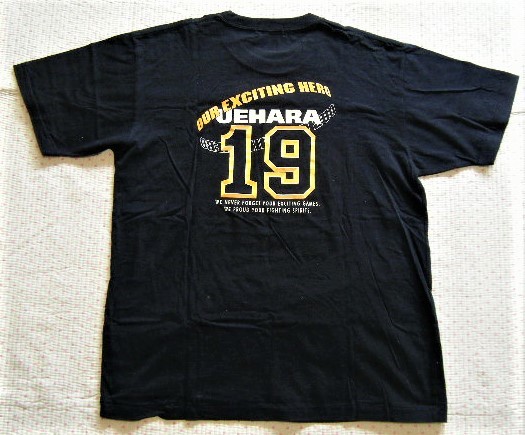 OUR EXCITING HERO
UEHARA
19
WE NEVER FORGET YOUR EXCITING GAMES.
WE PROUD YOUR FIGHTING SPIRITS.